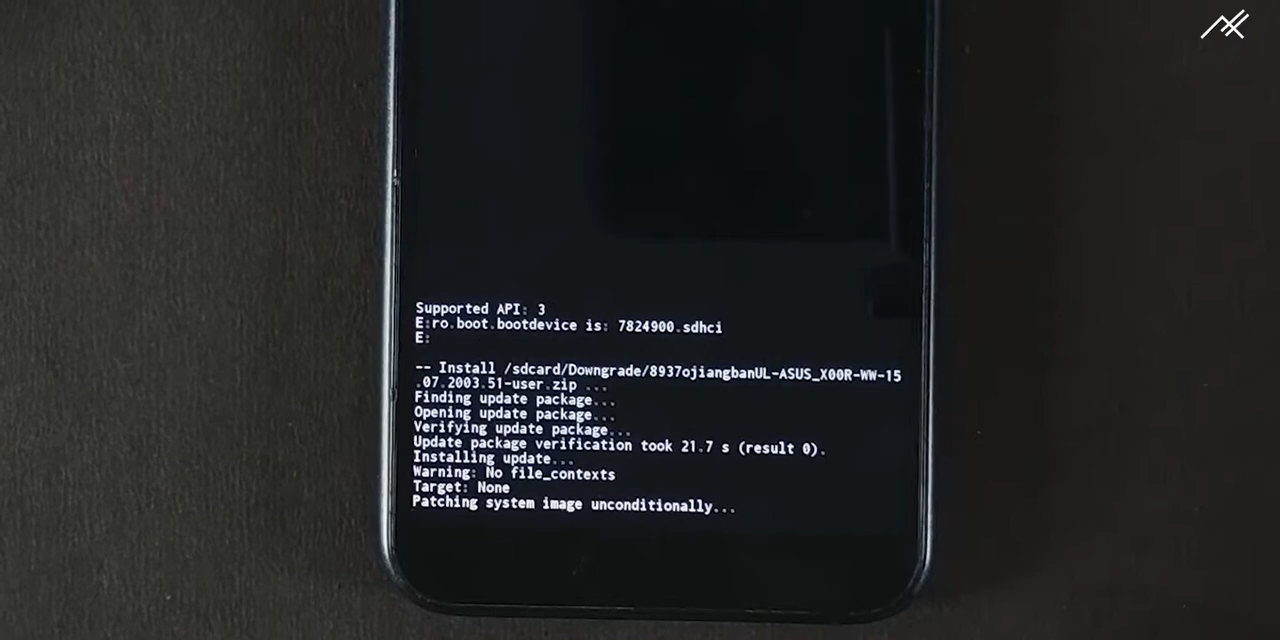 Supported API: 3
E:ro.boot.bootdevice is: 7824900.sdhci
E:
-- Install /sdcard/Downgrade/8937ojiangbanUL-ASUS_X00R-WW-15
.07.2003.51-user.zip ...
Finding update package...
Opening update package...
Verifying update package...
Update package verification took 21.7 s (result 0).
Installing update...
Warning: No file_contexts
Target: None
Patching system image unconditionally...